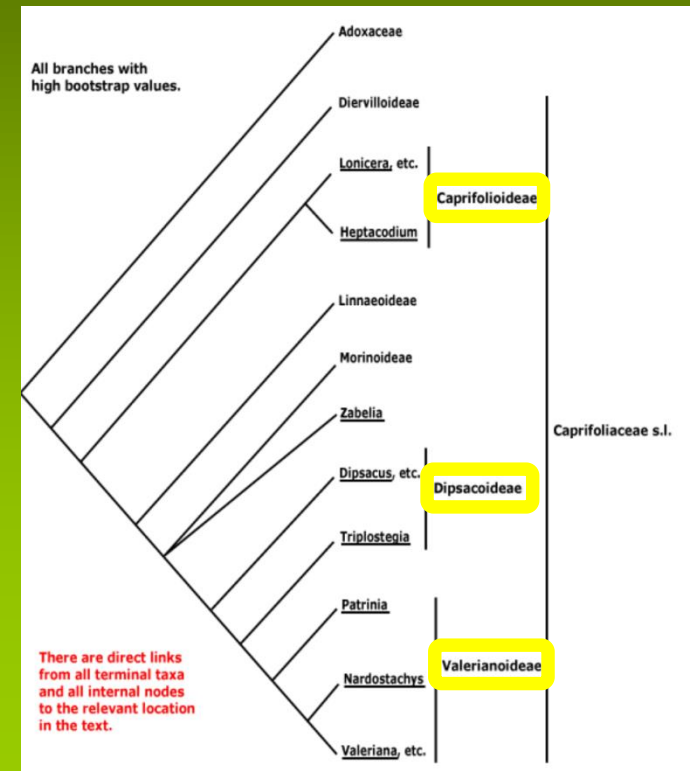 Adoxaceae
All branches with
high bootstrap values.
Diervilloideae
Lonicera, etc.
Caprifolioideae
Heptacodium
Linnaeoideae
Morinoideae
Zabelia
Caprifoliaceae s.l.
Dipsacus, etc.
Dipsacoideae
Triplostegia
Patrinia
There are direct links
from all terminal taxa
and all internal nodes
to the relevant location
in the text.
Valerianoideae
Nardostachys
Valeriana, etc.